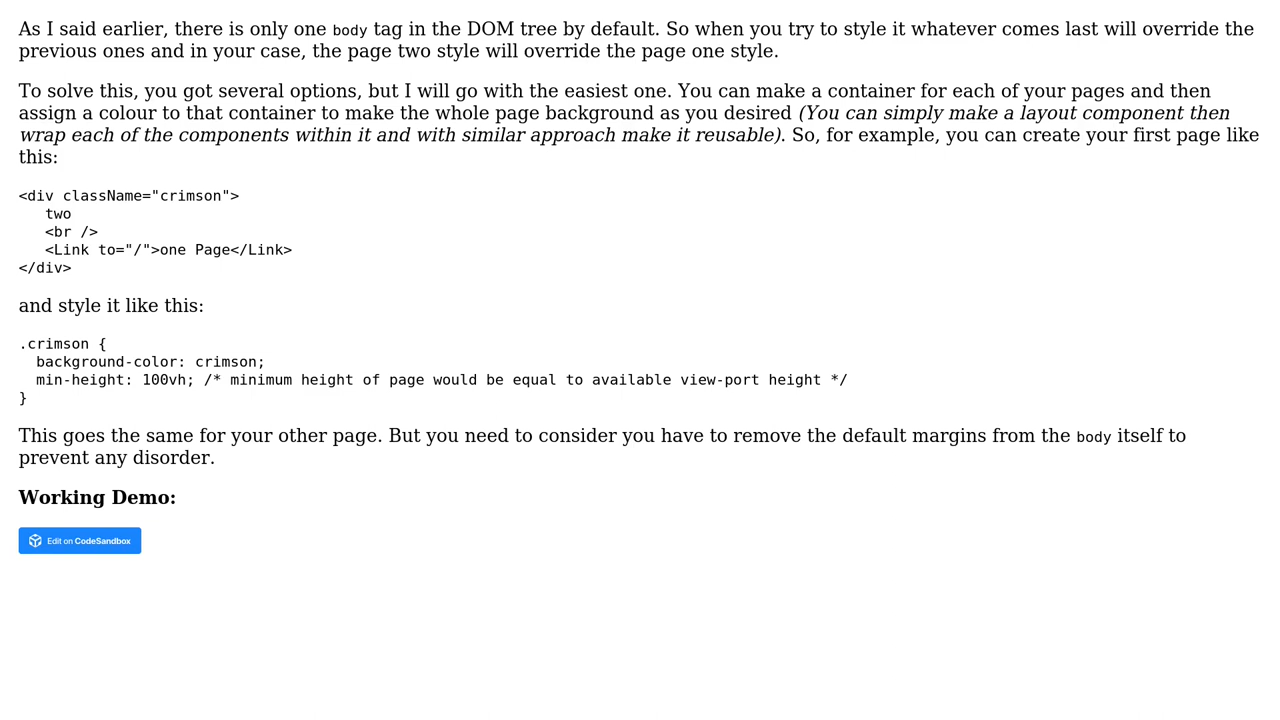 As I said earlier, there is only one body tag in the DOM tree by default. So when you try to style it whatever comes last will override the
previous ones and in your case, the page two style will override the page one style.
To solve this, you got several options, but I will go with the easiest one. You can make a container for each of your pages and then
assign a colour to that container to make the whole page background as you desired (You can simply make a layout component then
wrap each of the components within it and with similar approach make it reusable). So, for example, you can create your first page like
this:
<div className="crimson">
   two
   <br />
   <Link to="/">one Page</Link>
</div>
and style it like this:
.crimson {
  background-color: crimson;
  min-height: 100vh; /* minimum height of page would be equal to available view-port height */
}
This goes the same for your other page. But you need to consider you have to remove the default margins from the body itself to
prevent any disorder.
Working Demo:
Edit on CodeSandbox